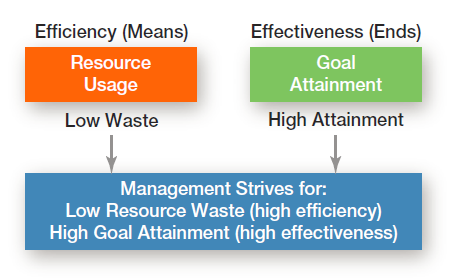 Efficiency (Means)
Effectiveness (Ends)
Resource
Usage
Goal
Attainment
Low Waste
High Attainment
Management Strives for:
Low Resource Waste (high efficiency)
High Goal Attainment (high effectiveness)